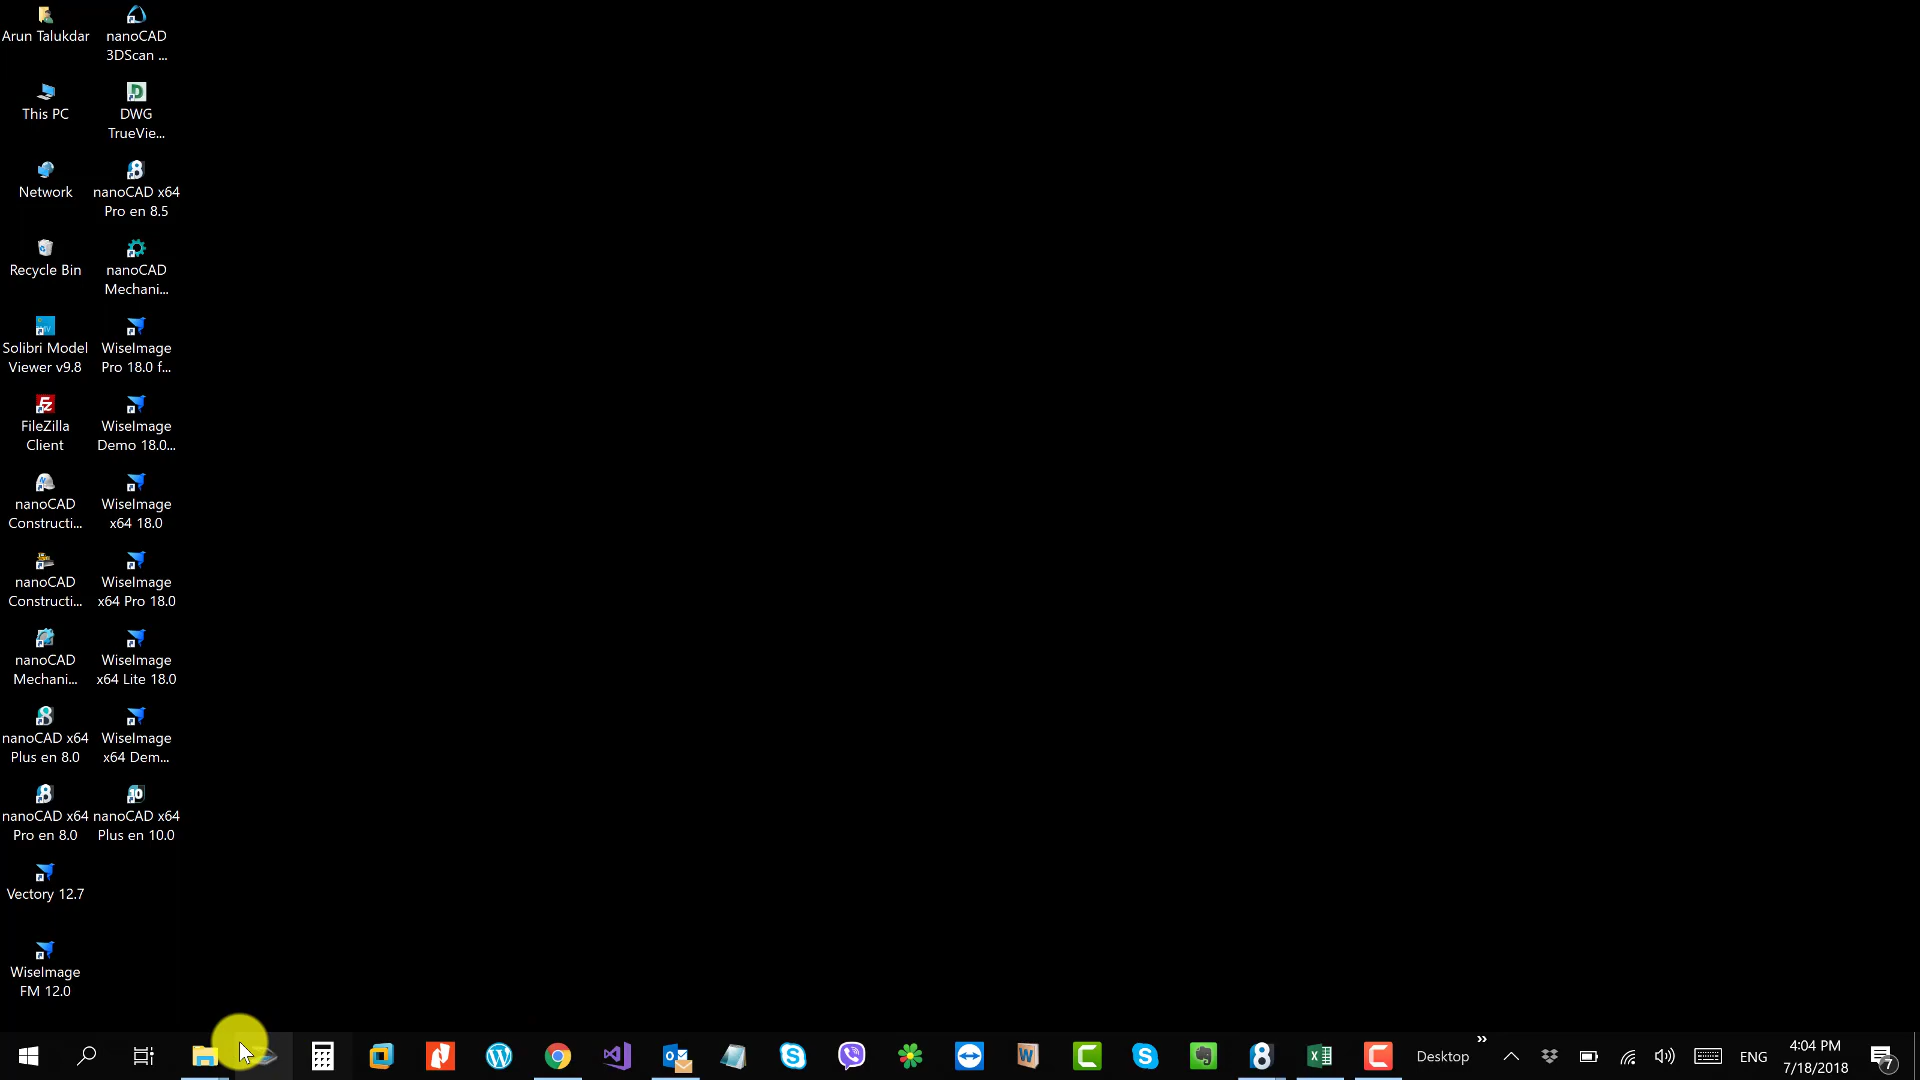 Arun Talukdar
nanoCAD
3DScan ...
This PC
DWG
TrueVie...
Network
nanoCAD x64
Pro en 8.5
Recycle Bin
nanoCAD
Mechani...
Solibri Model
Viewer v9.8
WiseImage
Pro 18.0 f...
FileZilla
Client
WiseImage
Demo 18.0...
nanoCAD
Constructi...
WiseImage
x64 18.0
nanoCAD
Constructi...
WiseImage
x64 Pro 18.0
nanoCAD
Mechani...
WiseImage
x64 Lite 18.0
nanoCAD x64
Plus en 8.0
WiseImage
x64 Dem...
nanoCAD x64
Pro en 8.0
nanoCAD x64
Plus en 10.0
Vectory 12.7
WiseImage
FM 12.0
Desktop
ENG
4:04 PM
7/18/2018
7